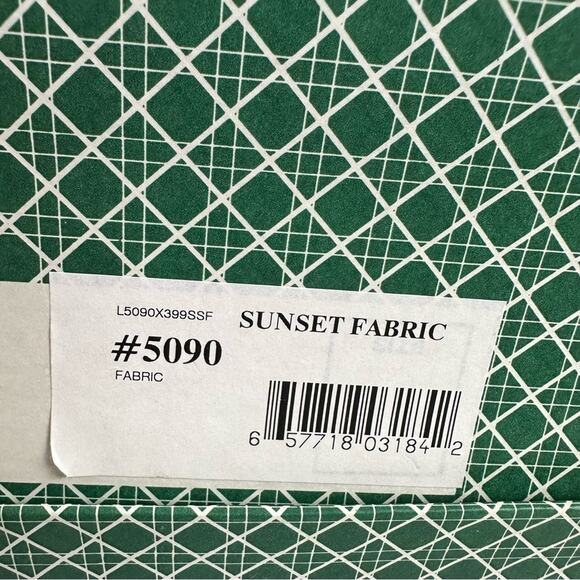 L5090X399SSF SUNSET FABRIC
#5090
FABRIC
6 57718 03184 2